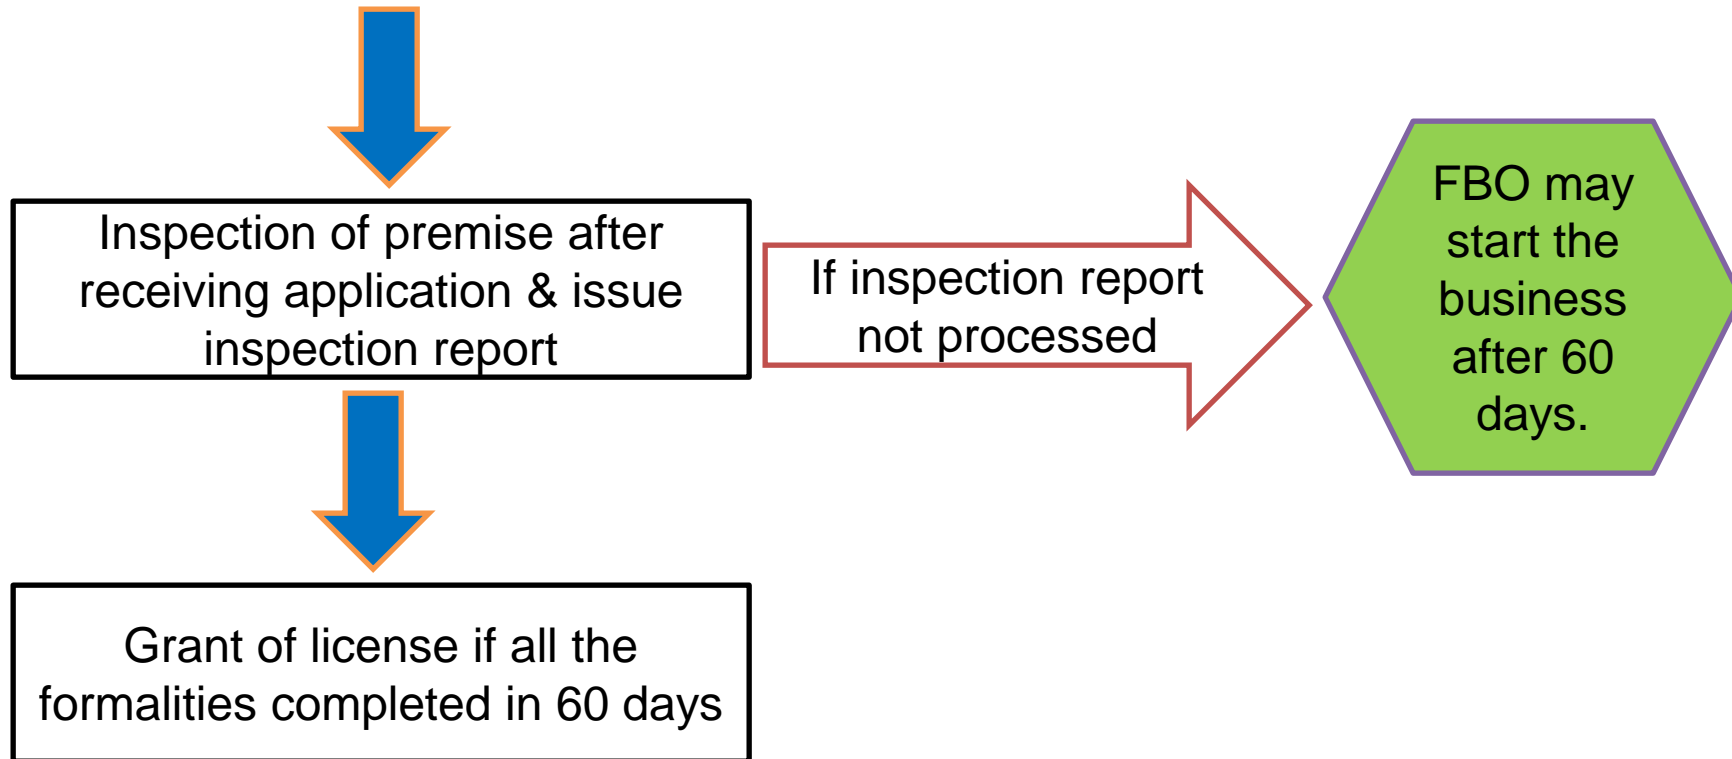 Inspection of premise after
receiving application & issue
inspection report
If inspection report
not processed
FBO may
start the
business
after 60
days.
Grant of license if all the
formalities completed in 60 days